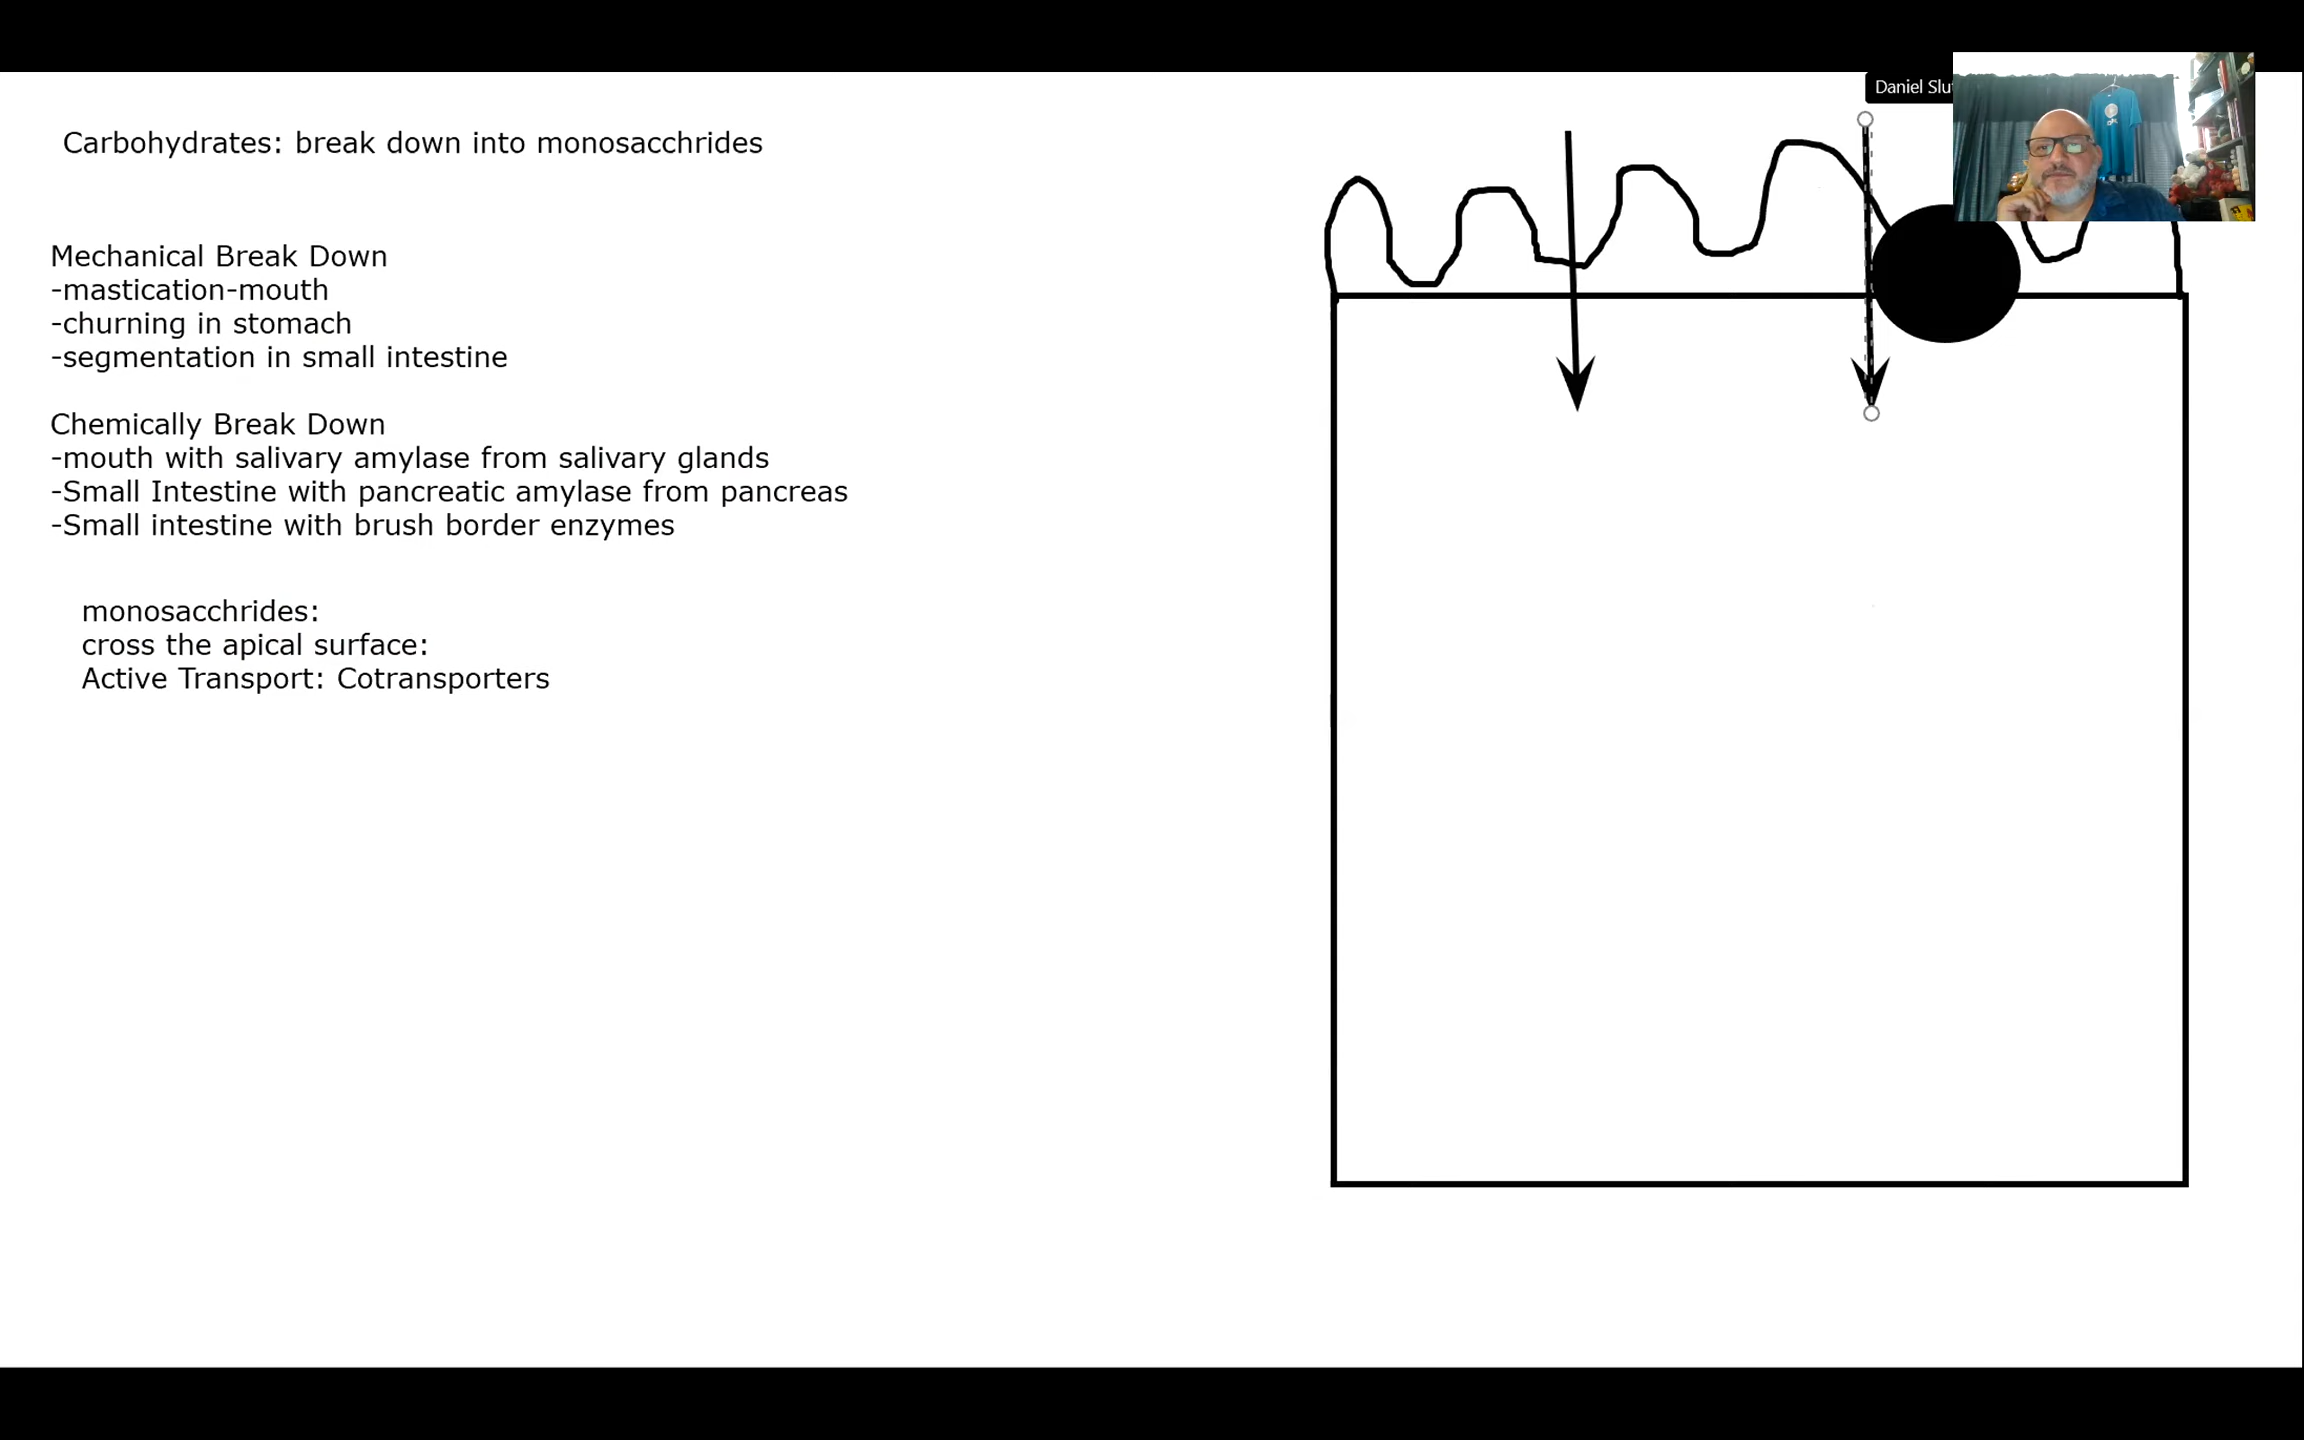 Daniel
Carbohydrates: break down into monosacchrides
Mechanical Break Down
-mastication-mouth
-churning in stomach
-segmentation in small intestine
Chemically Break Down
-mouth with salivary amylase from salivary glands
-Small Intestine with pancreatic amylase from pancreas
-Small intestine with brush border enzymes
monosacchrides:
cross the apical surface:
Active Transport: Cotransporters